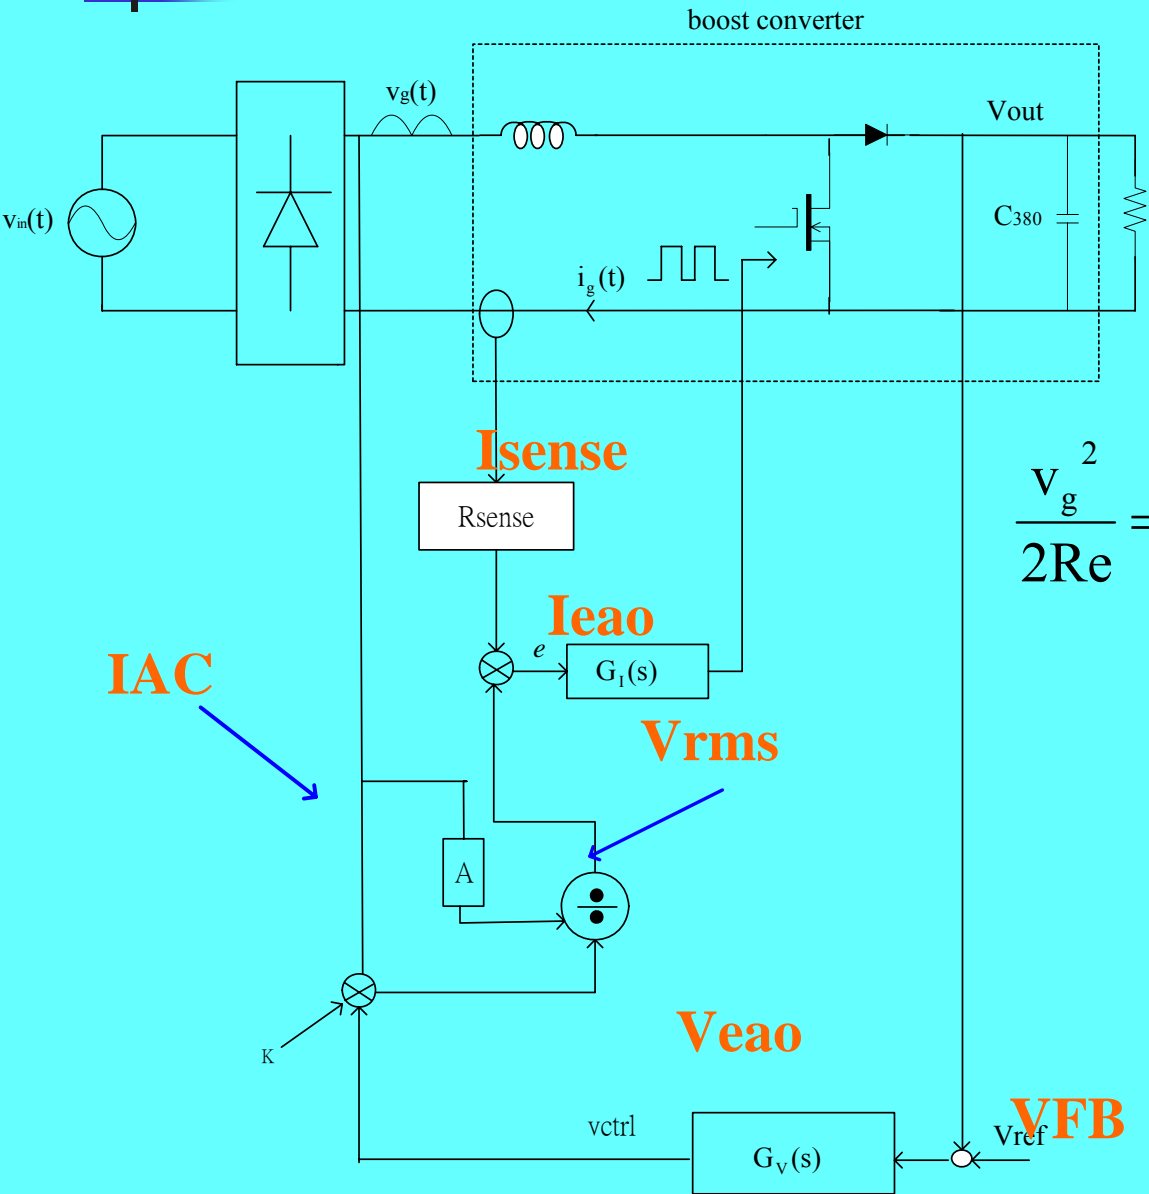 boost converter
vg(t)
Vout
vin(t)
C380
ig(t)
Isense
Rsense
vg2
2Re
=
Ieao
e
GI(s)
IAC
Vrms
A
÷
K
Veao
vctrl
GV(s)
Vref
VFB